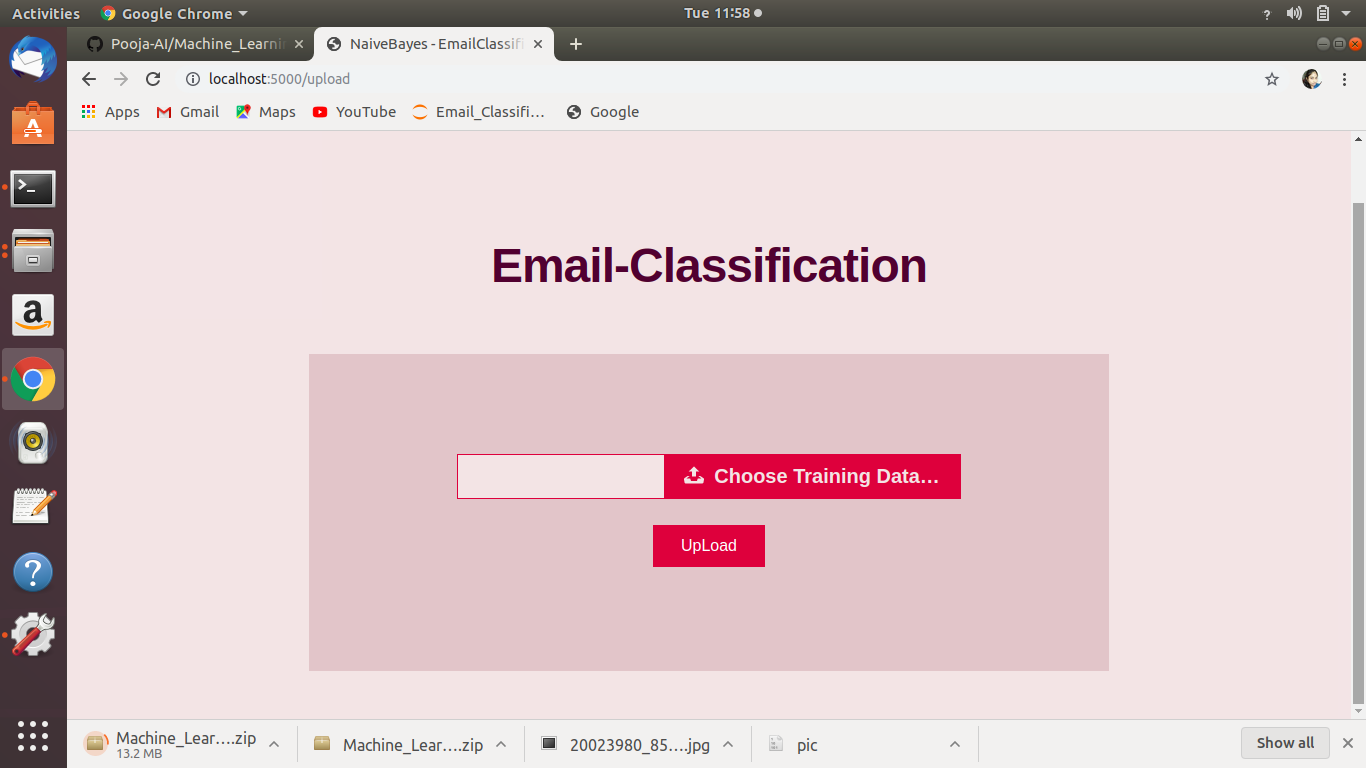 Activities
Google Chrome
Tue 11:58
?
Pooja-AI/Machine_Learnin
NaiveBayes - EmailClassifi
localhost:5000/upload
Apps
Gmail
Maps
YouTube
Email_Classifi…
Google
Email-Classification
Choose Training Data…
UpLoad
Machine_Lear….zip
13.2 MB
Machine_Lear….zip
20023980_85….jpg
pic
Show all